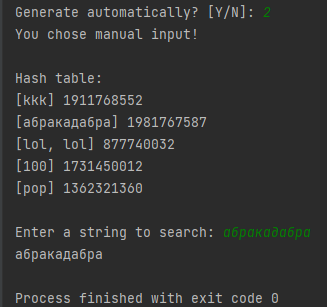 Generate automatically? [Y/N]: 2
You chose manual input!
Hash table:
[kkk] 1911768552
[абракадабра] 1981767587
[lol, lol] 877740032
[100] 1731450012
[pop] 1362321360
Enter a string to search: абракадабра
абракадабра
Process finished with exit code 0